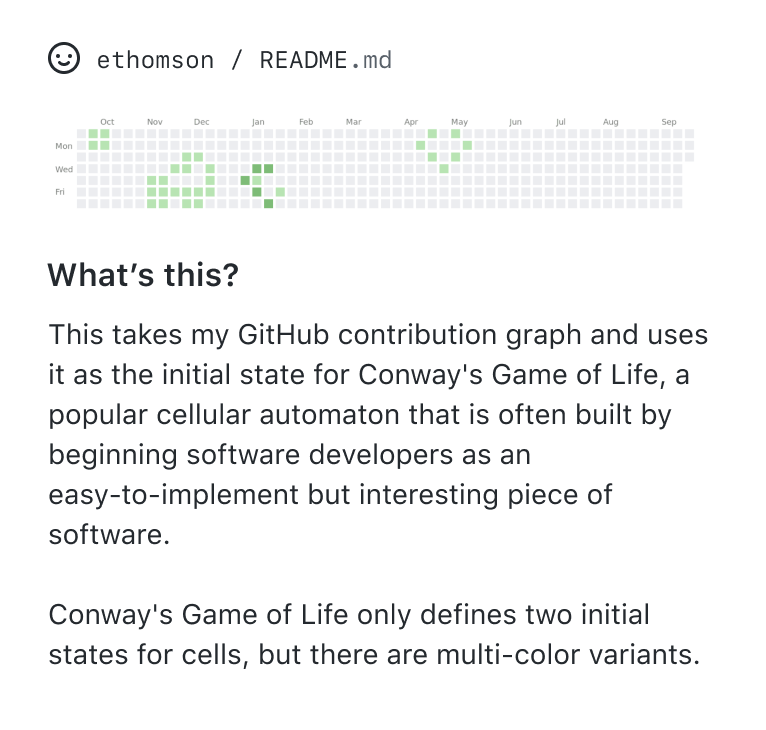 ethomson / README.md
Oct Nov Dec Jan Feb Mar Apr May Jun Jul Aug Sep
Mon
Wed
Fri
What’s this?
This takes my GitHub contribution graph and uses
it as the initial state for Conway's Game of Life, a
popular cellular automaton that is often built by
beginning software developers as an
easy-to-implement but interesting piece of
software.
Conway's Game of Life only defines two initial
states for cells, but there are multi-color variants.